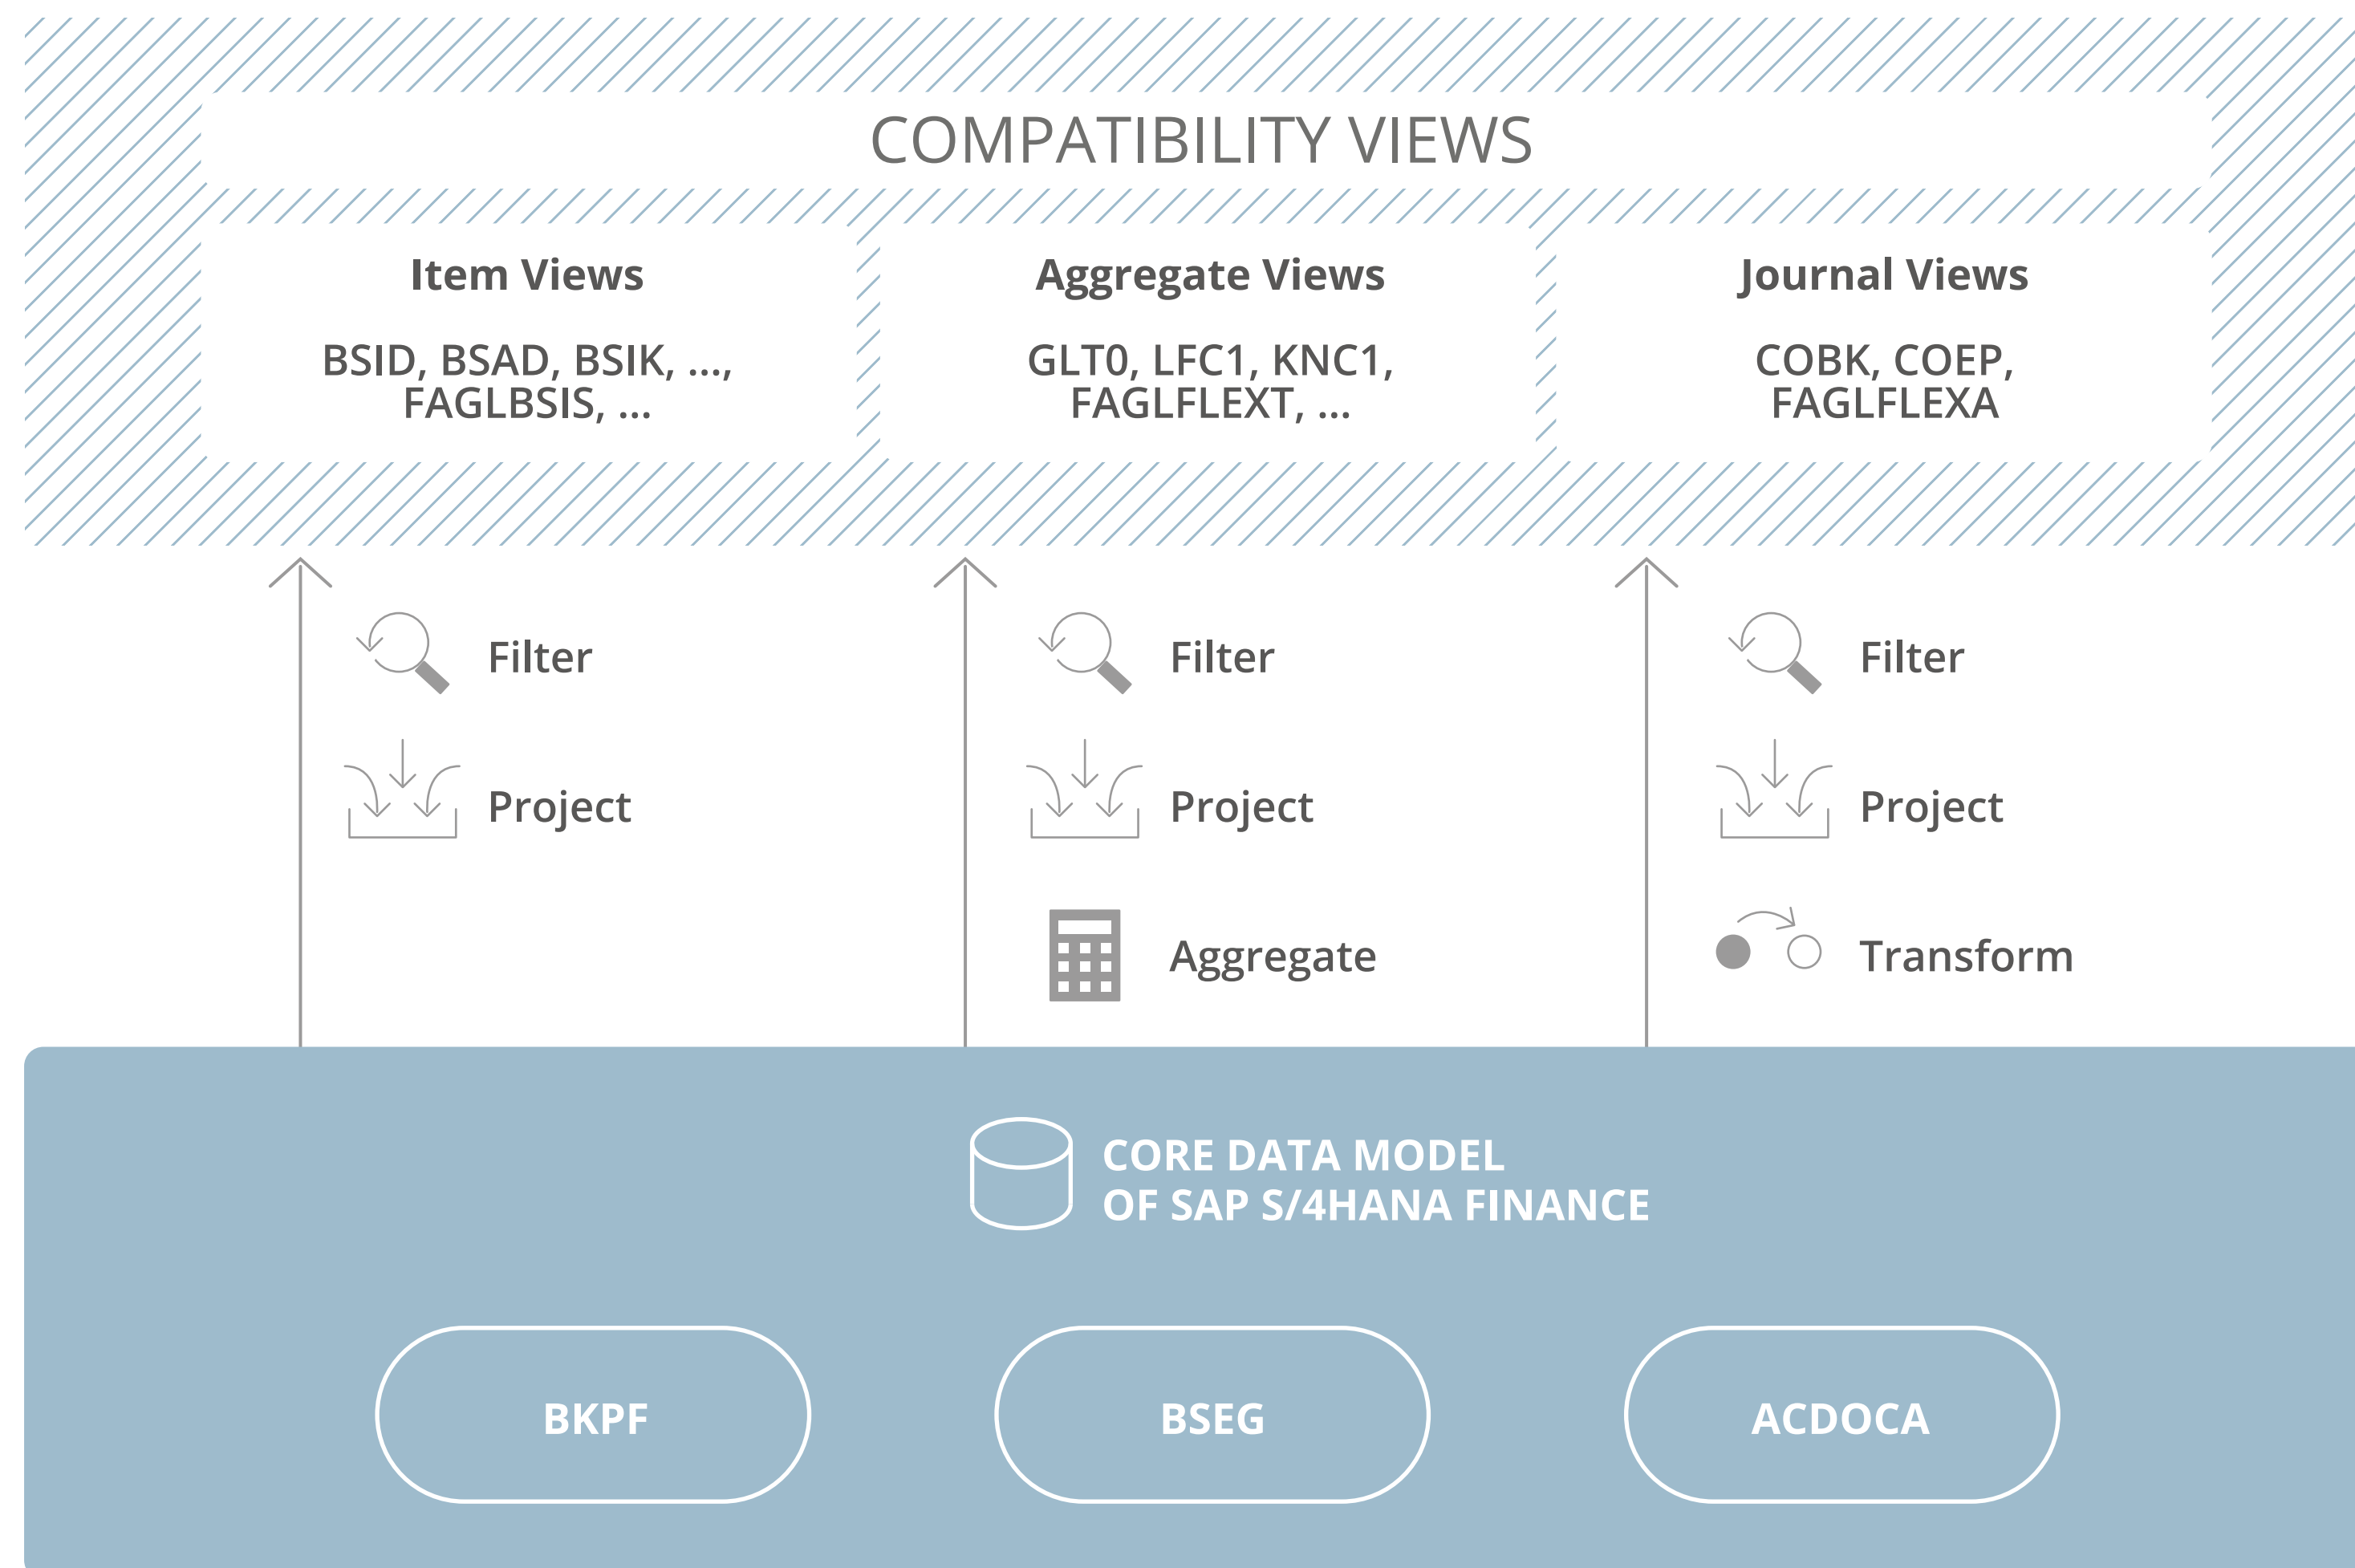 COMPATIBILITY VIEWS
Item Views
BSID, BSAD, BSIK, ...,
FAGLBSIS, ...
Aggregate Views
GLT0, LFC1, KNC1,
FAGLFLEXT, ...
Journal Views
COBK, COEP,
FAGLFLEXA
Filter
Project
Filter
Project
Aggregate
Filter
Project
Transform
CORE DATA MODEL
OF SAP S/4HANA FINANCE
BKPF
BSEG
ACDOCA